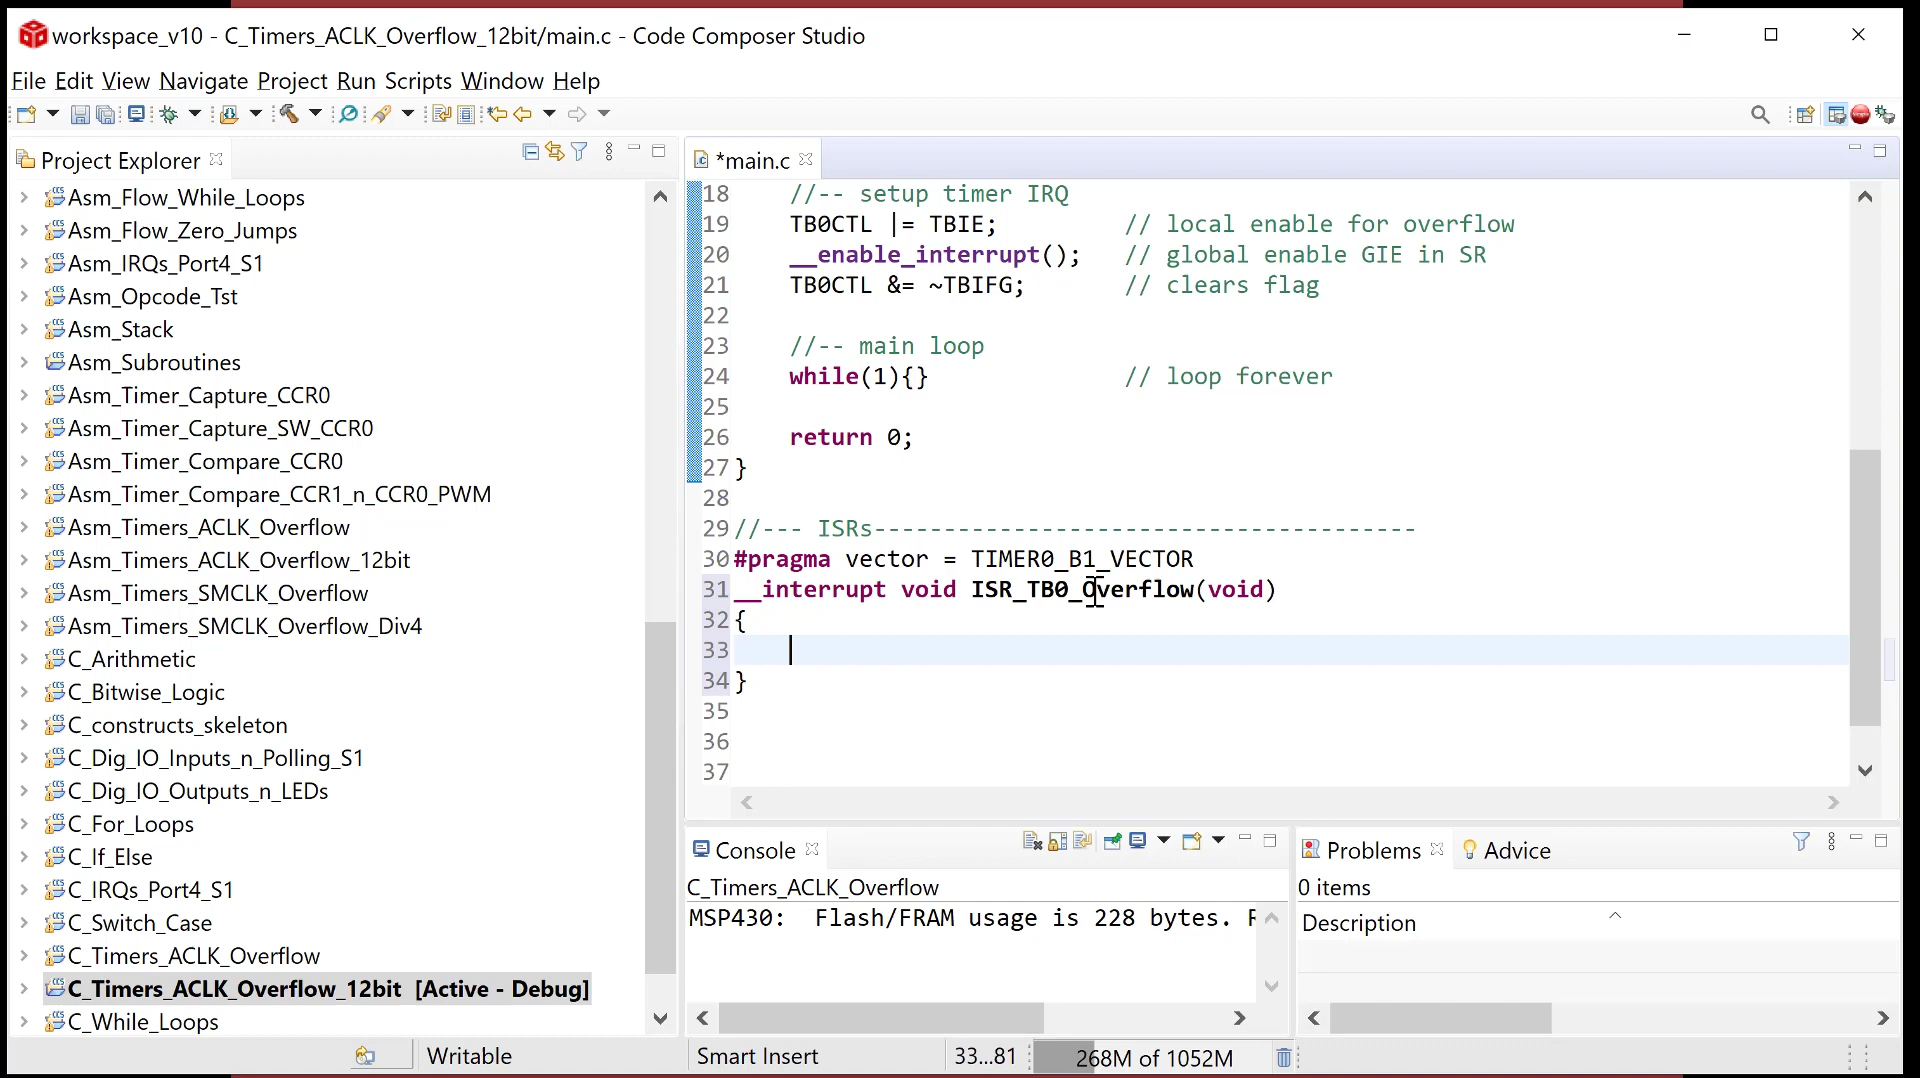 workspace_v10 - C_Timers_ACLK_Overflow_12bit/main.c - Code Composer Studio
File Edit View Navigate Project Run Scripts Window Help
Project Explorer
Asm_Flow_While_Loops
Asm_Flow_Zero_Jumps
Asm_IRQs_Port4_S1
Asm_Opcode_Tst
Asm_Stack
Asm_Subroutines
Asm_Timer_Capture_CCR0
Asm_Timer_Capture_SW_CCR0
Asm_Timer_Compare_CCR0
Asm_Timer_Compare_CCR1_n_CCR0_PWM
Asm_Timers_ACLK_Overflow
Asm_Timers_ACLK_Overflow_12bit
Asm_Timers_SMCLK_Overflow
Asm_Timers_SMCLK_Overflow_Div4
C_Arithmetic
C_Bitwise_Logic
C_constructs_skeleton
C_Dig_IO_Inputs_n_Polling_S1
C_Dig_IO_Outputs_n_LEDs
C_For_Loops
C_If_Else
C_IRQs_Port4_S1
C_Switch_Case
C_Timers_ACLK_Overflow
C_Timers_ACLK_Overflow_12bit [Active - Debug]
C_While_Loops
*main.c
18 //-- setup timer IRQ
19 TB0CTL |= TBIE; // local enable for overflow
20 __enable_interrupt(); // global enable GIE in SR
21 TB0CTL &= ~TBIFG; // clears flag
22
23 //-- main loop
24 while(1){} // loop forever
25
26 return 0;
27 }
28
29 //--- ISRs---------------------------------------
30 #pragma vector = TIMER0_B1_VECTOR
31 __interrupt void ISR_TB0_Overflow(void)
32 {
33
34 }
35
36
37
Console
C_Timers_ACLK_Overflow
MSP430: Flash/FRAM usage is 228 bytes.
Problems
Advice
0 items
Description
Writable
Smart Insert
33...81
268M of 1052M